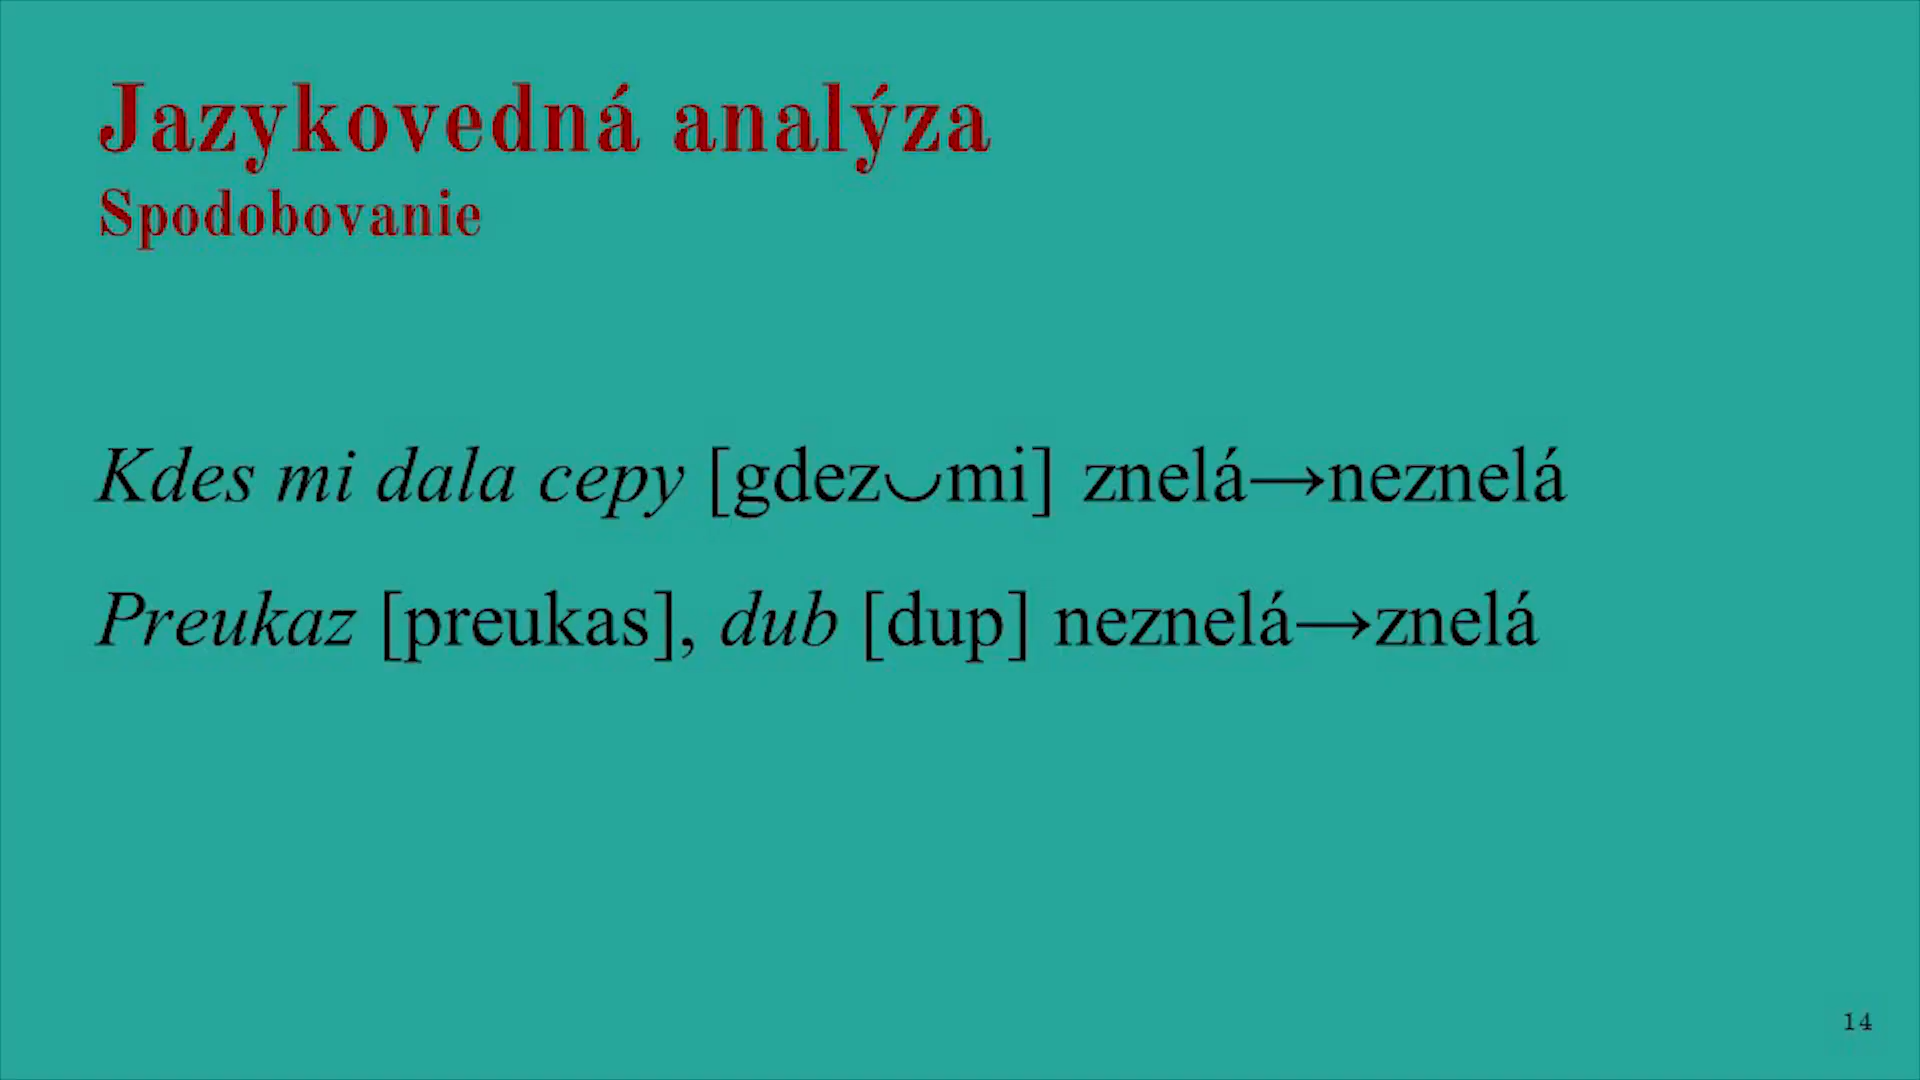 Jazykovedná analýza
Spodobovanie
Kdes mi dala cepy [gdez◡mi] znelá→neznelá
Preukaz [preukas], dub [dup] neznelá→znelá
14